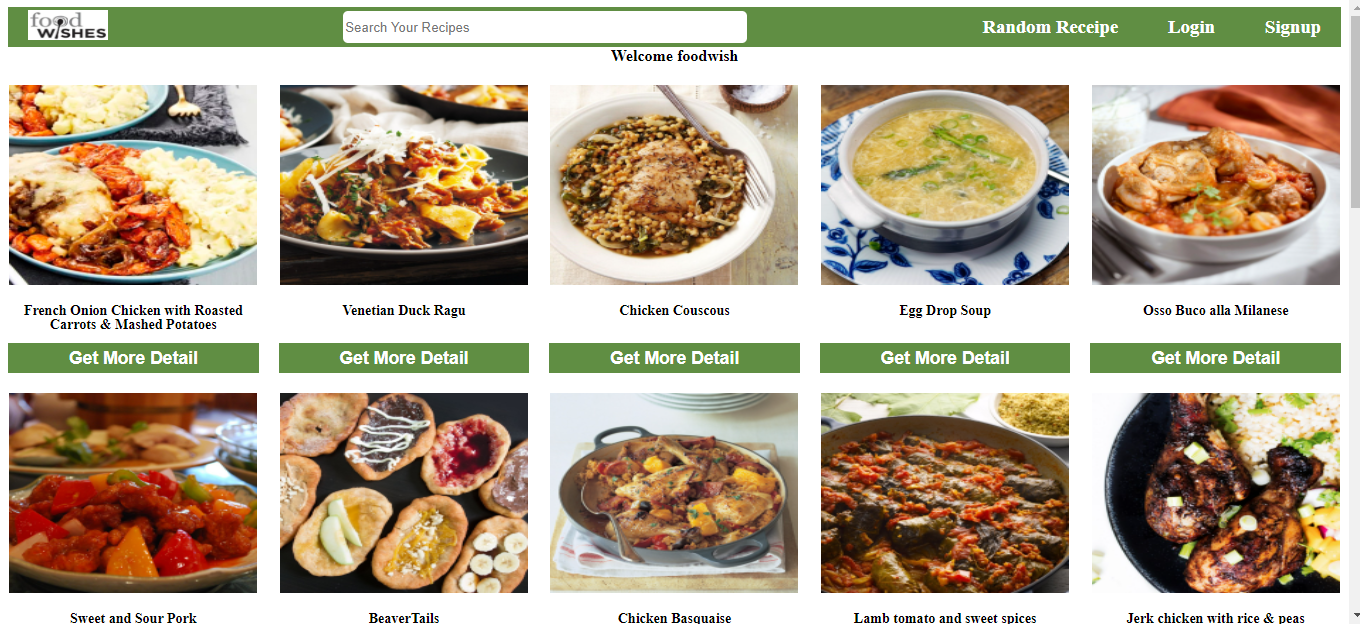 food
WISHES
Search Your Recipes
Random Receipe
Login
Signup
Welcome foodwish
French Onion Chicken with Roasted
Carrots & Mashed Potatoes
Venetian Duck Ragu
Chicken Couscous
Egg Drop Soup
Osso Buco alla Milanese
Get More Detail
Get More Detail
Get More Detail
Get More Detail
Get More Detail
Sweet and Sour Pork
BeaverTails
Chicken Basquaise
Lamb tomato and sweet spices
Jerk chicken with rice & peas